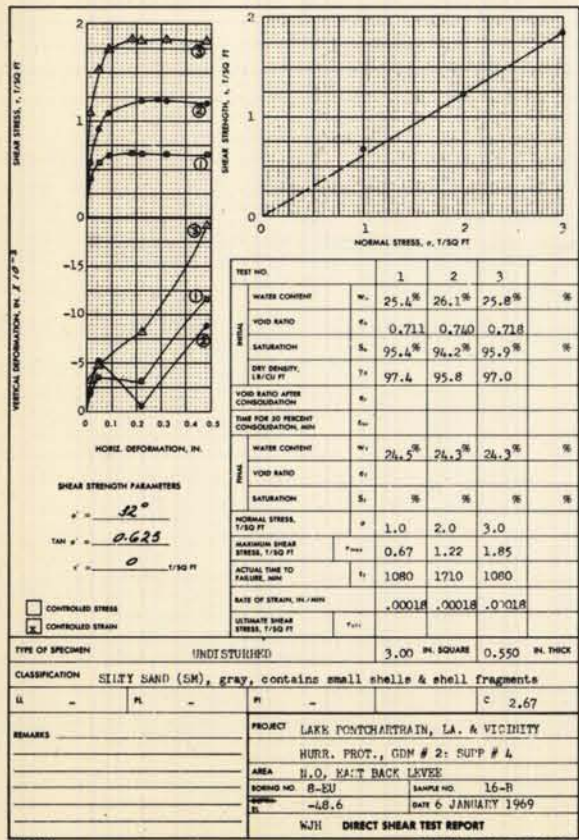 SHEAR STRESS, τ, T/SQ FT
2
1
0
③
②
①
SHEAR STRENGTH, s, T/SQ FT
2
1
0
0 1 2 3
NORMAL STRESS, σ, T/SQ FT
VERTICAL DEFORMATION, IN. X 10⁻³
-15
-10
-5
0
③
①
②
0.0 0.1 0.2 0.3 0.4 0.5
HORIZ. DEFORMATION, IN.
SHEAR STRENGTH PARAMETERS
φ' = 32°
TAN φ' = 0.625
c' = 0 T/SQ FT
CONTROLLED STRESS
X CONTROLLED STRAIN
TEST NO. 1 2 3
INITIAL
WATER CONTENT wₒ 25.4% 26.1% 25.8% %
VOID RATIO eₒ 0.711 0.740 0.718
SATURATION Sₒ 95.4% 94.2% 95.9% %
DRY DENSITY, LB/CU FT γd 97.4 95.8 97.0
VOID RATIO AFTER CONSOLIDATION
TIME FOR 50 PERCENT CONSOLIDATION, MIN
FINAL
WATER CONTENT wf 24.5% 24.3% 24.3% %
VOID RATIO ef
SATURATION Sf % % % %
NORMAL STRESS, T/SQ FT σ 1.0 2.0 3.0
MAXIMUM SHEAR STRESS, T/SQ FT τmax 0.67 1.22 1.85
ACTUAL TIME TO FAILURE, MIN tf 1080 1710 1080
RATE OF STRAIN, IN./MIN .00018 .00018 .00018
ULTIMATE SHEAR STRESS, T/SQ FT τult
TYPE OF SPECIMEN UNDISTURBED 3.00 IN. SQUARE 0.550 IN. THICK
CLASSIFICATION SILTY SAND (SM), gray, contains small shells & shell fragments
LL - PL - PI - G 2.67
REMARKS
PROJECT LAKE PONTCHARTRAIN, LA. & VICINITY
HURR. PROT., GDM # 2: SUPP # 4
AREA N.O. EAST BACK LEVEE
BORING NO. 8-EU SAMPLE NO. 16-B
EL -48.6 DATE 6 JANUARY 1969
WJH DIRECT SHEAR TEST REPORT